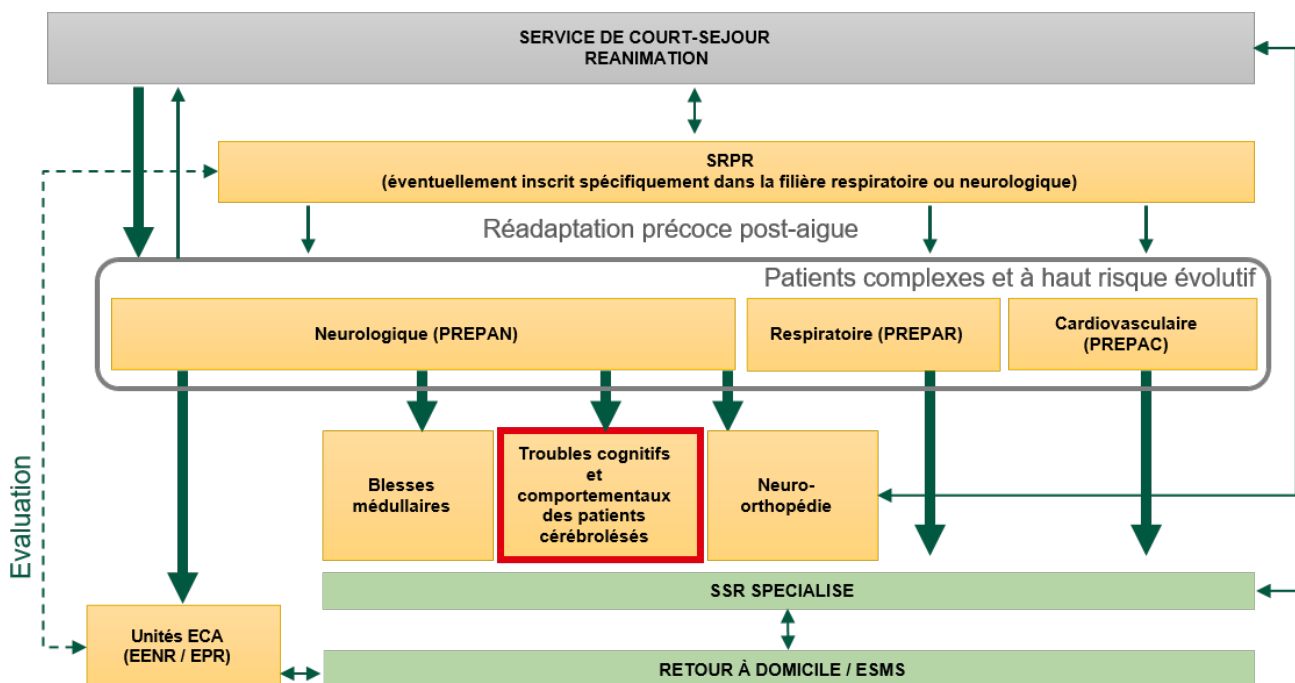 SERVICE DE COURT-SEJOUR
REANIMATION
SRPR
(éventuellement inscrit spécifiquement dans la filière respiratoire ou neurologique)
Réadaptation précoce post-aigue
Patients complexes et à haut risque évolutif
Neurologique (PREPAN)
Respiratoire (PREPAR)
Cardiovasculaire
(PREPAC)
Blesses
médullaires
Troubles cognitifs
et
comportementaux
des patients
cérébrolésés
Neuro-
orthopédie
Evaluation
SSR SPECIALISE
Unités ECA
(EENR / EPR)
RETOUR À DOMICILE / ESMS